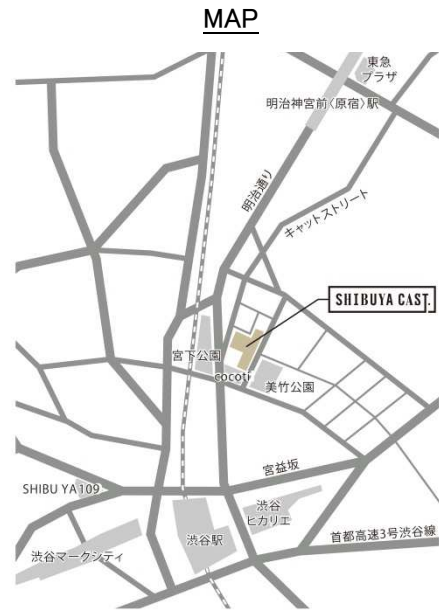 MAP
東急
プラザ
明治神宮前〈原宿〉駅
明治通り
キャットストリート
SHIBUYA CAST.
宮下公園
cocoti
美竹公園
宮益坂
SHIBU YA109
渋谷
ヒカリエ
渋谷駅
首都高速3号渋谷線
渋谷マークシティ